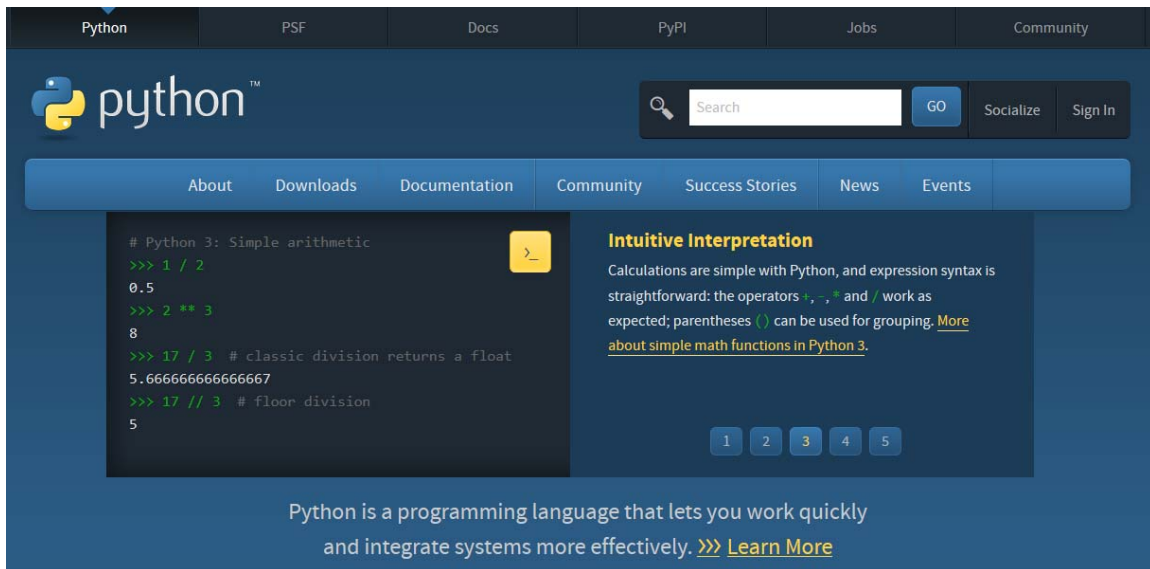 Python PSF Docs PyPI Jobs Community
python™
Search GO Socialize Sign In
About Downloads Documentation Community Success Stories News Events
# Python 3: Simple arithmetic
>>> 1 / 2
0.5
>>> 2 ** 3
8
>>> 17 / 3 # classic division returns a float
5.666666666666667
>>> 17 // 3 # floor division
5
>_
Intuitive Interpretation
Calculations are simple with Python, and expression syntax is
straightforward: the operators +, -, * and / work as
expected; parentheses () can be used for grouping. More
about simple math functions in Python 3.
1 2 3 4 5
Python is a programming language that lets you work quickly
and integrate systems more effectively. >>> Learn More